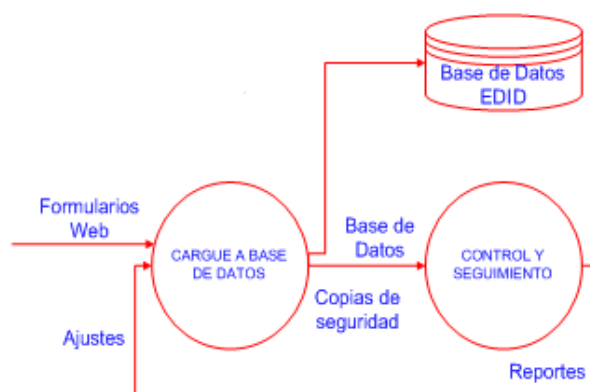 Base de Datos
EDID
Formularios
Web
CARGUE A BASE
DE DATOS
Base de
Datos
CONTROL Y
SEGUIMIENTO
Copias de
seguridad
Ajustes
Reportes